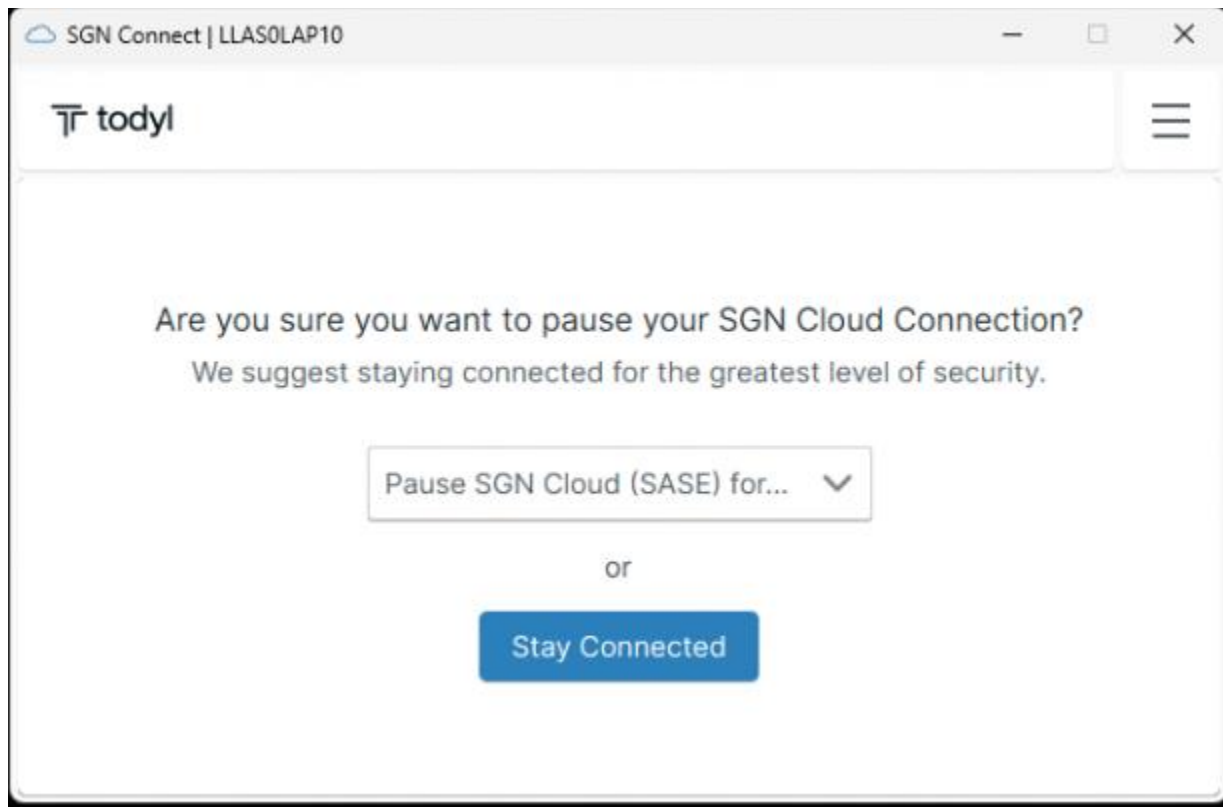 SGN Connect | LLAS0LAP10
todyl
Are you sure you want to pause your SGN Cloud Connection?
We suggest staying connected for the greatest level of security.
Pause SGN Cloud (SASE) for...
or
Stay Connected